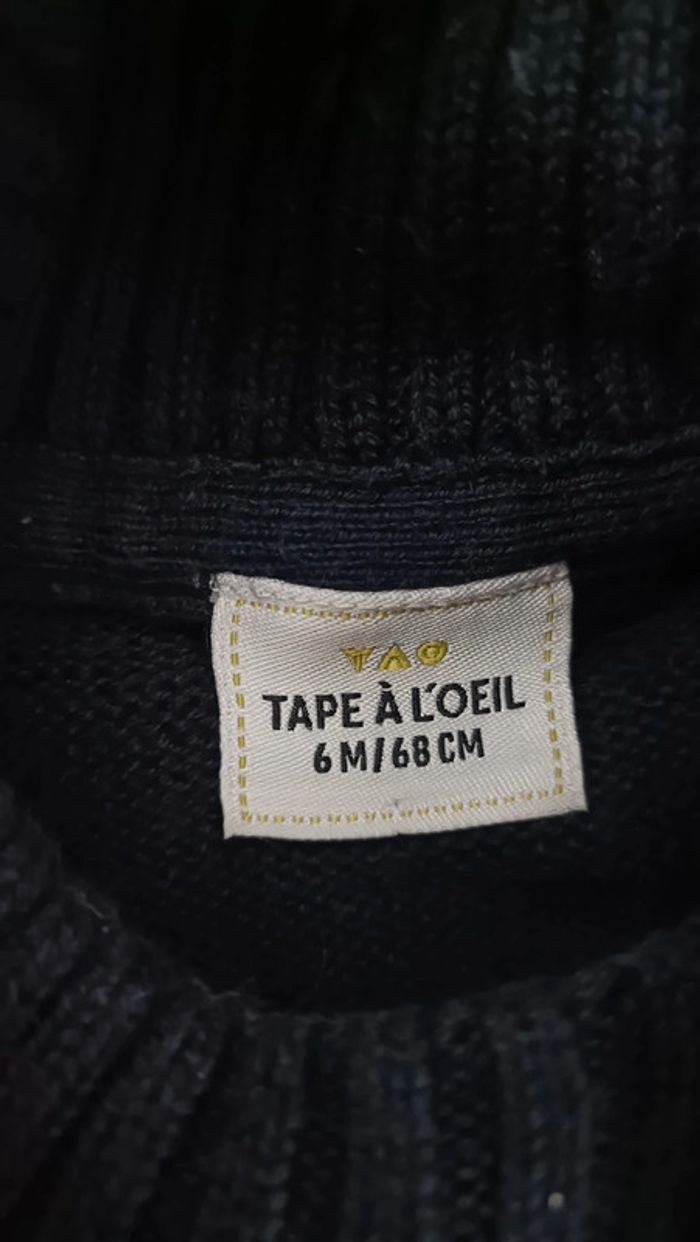 TAO
TAPE À L'OEIL
6 M/68 CM